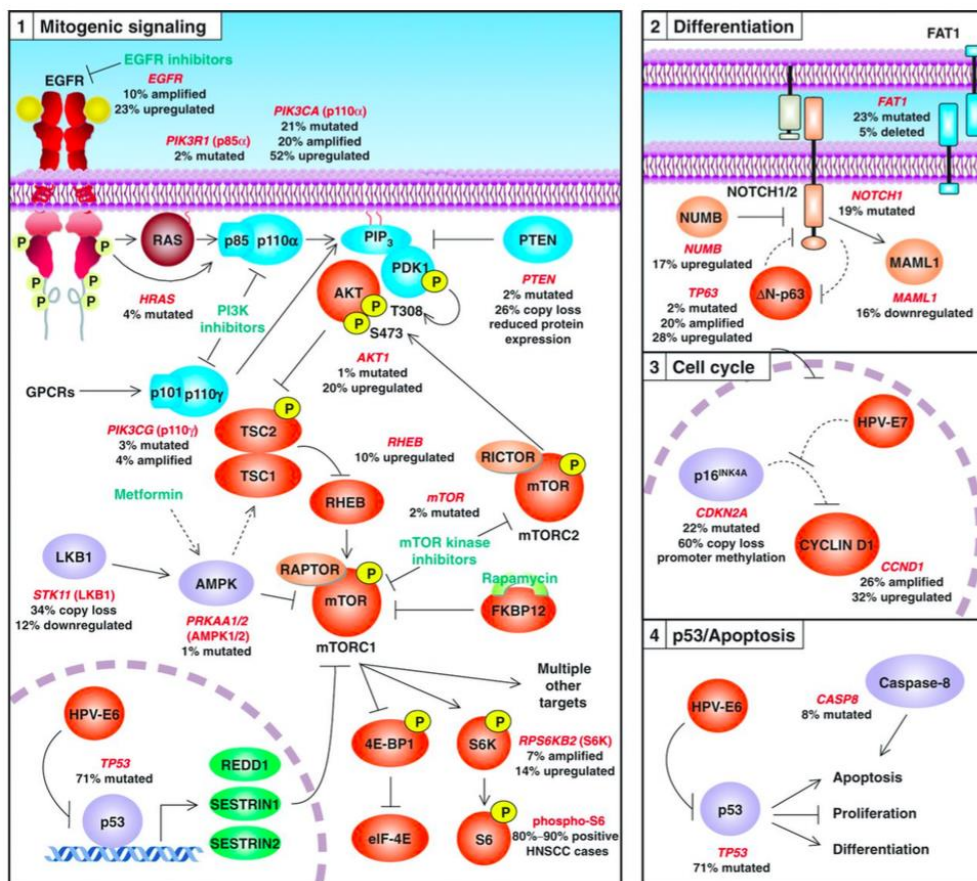 1 Mitogenic signaling
EGFR inhibitors
EGFR
EGFR
10% amplified
23% upregulated
PIK3R1 (p85α)
2% mutated
PIK3CA (p110α)
21% mutated
20% amplified
52% upregulated
P
P
P
P
P
P
RAS
p85
p110α
PIP3
PDK1
P
PTEN
PTEN
2% mutated
26% copy loss
reduced protein
expression
HRAS
4% mutated
PI3K
inhibitors
AKT
P
P
T308
S473
AKT1
1% mutated
20% upregulated
GPCRs
p101
p110γ
PIK3CG (p110γ)
3% mutated
4% amplified
P
TSC2
TSC1
RHEB
RHEB
10% upregulated
RICTOR
P
mTOR
mTORC2
mTOR
2% mutated
mTOR kinase
inhibitors
Metformin
LKB1
STK11 (LKB1)
34% copy loss
12% downregulated
AMPK
PRKAA1/2
(AMPK1/2)
1% mutated
RAPTOR
P
mTOR
mTORC1
Rapamycin
FKBP12
Multiple
other
targets
HPV-E6
TP53
71% mutated
p53
REDD1
SESTRIN1
SESTRIN2
P
4E-BP1
eIF-4E
P
S6K
RPS6KB2 (S6K)
7% amplified
14% upregulated
P
S6
phospho-S6
80%–90% positive
HNSCC cases
2 Differentiation
FAT1
FAT1
23% mutated
5% deleted
NOTCH1/2
NOTCH1
19% mutated
NUMB
NUMB
17% upregulated
MAML1
MAML1
16% downregulated
ΔN-p63
TP63
2% mutated
20% amplified
28% upregulated
3 Cell cycle
HPV-E7
p16INK4A
CDKN2A
22% mutated
60% copy loss
promoter methylation
CYCLIN D1
CCND1
26% amplified
32% upregulated
4 p53/Apoptosis
HPV-E6
Caspase-8
CASP8
8% mutated
p53
TP53
71% mutated
Apoptosis
Proliferation
Differentiation